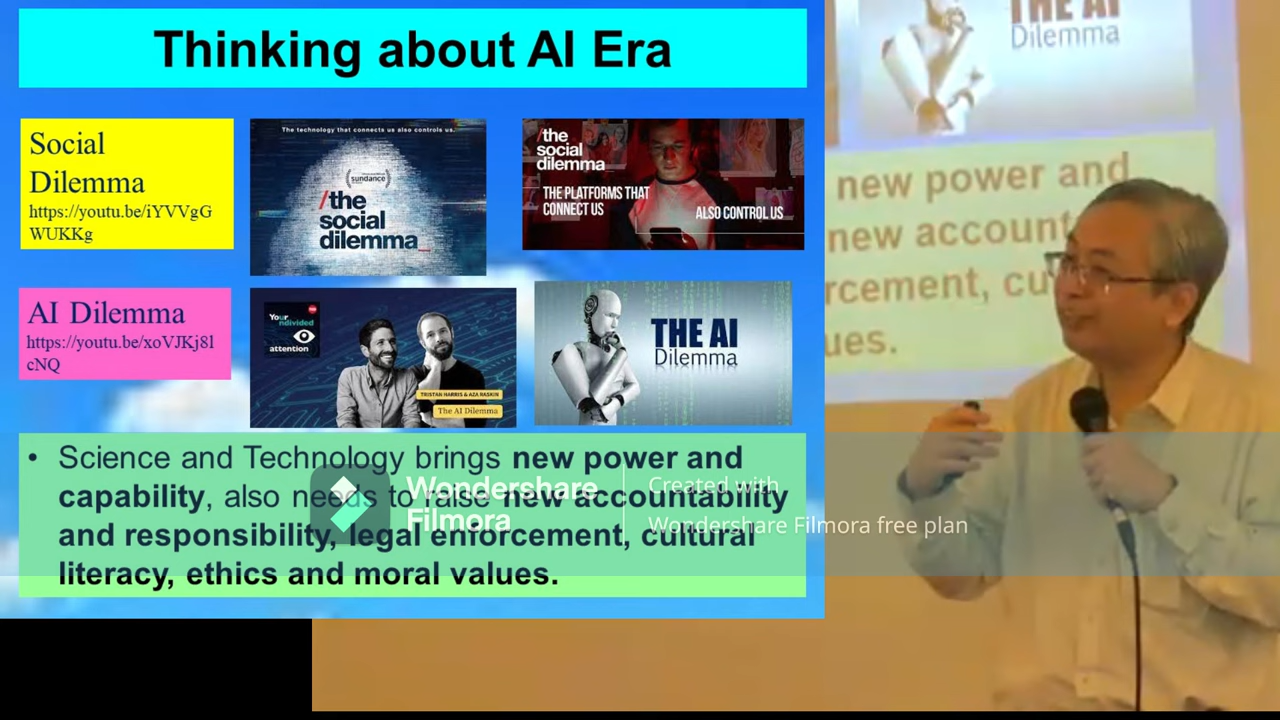 Thinking about AI Era
Social
Dilemma
https://youtu.be/iYVVgG
WUKKg
The technology that connects us also controls us.
sundance
/the
social
dilemma_
/the
social
dilemma
THE PLATFORMS THAT
CONNECT US
ALSO CONTROL US
AI Dilemma
https://youtu.be/xoVJKj8l
cNQ
Your
undivided
attention
TRISTAN HARRIS & AZA RASKIN
The AI Dilemma
THE AI
Dilemma
• Science and Technology brings new power and
capability, also needs to raise new accountability
and responsibility, legal enforcement, cultural
literacy, ethics and moral values.
Wondershare
Filmora
Created with
Wondershare Filmora free plan
THE AI
Dilemma
new power and
new account
rcement, cu
ues.